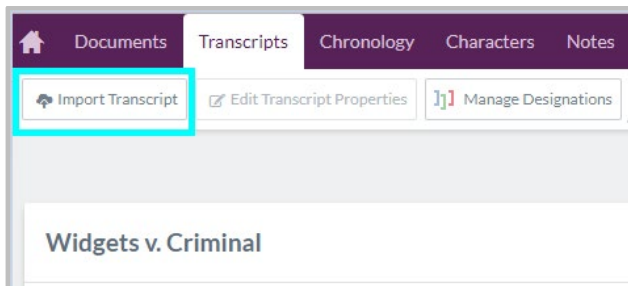 Documents Transcripts Chronology Characters Notes
Import Transcript Edit Transcript Properties Manage Designations
Widgets v. Criminal